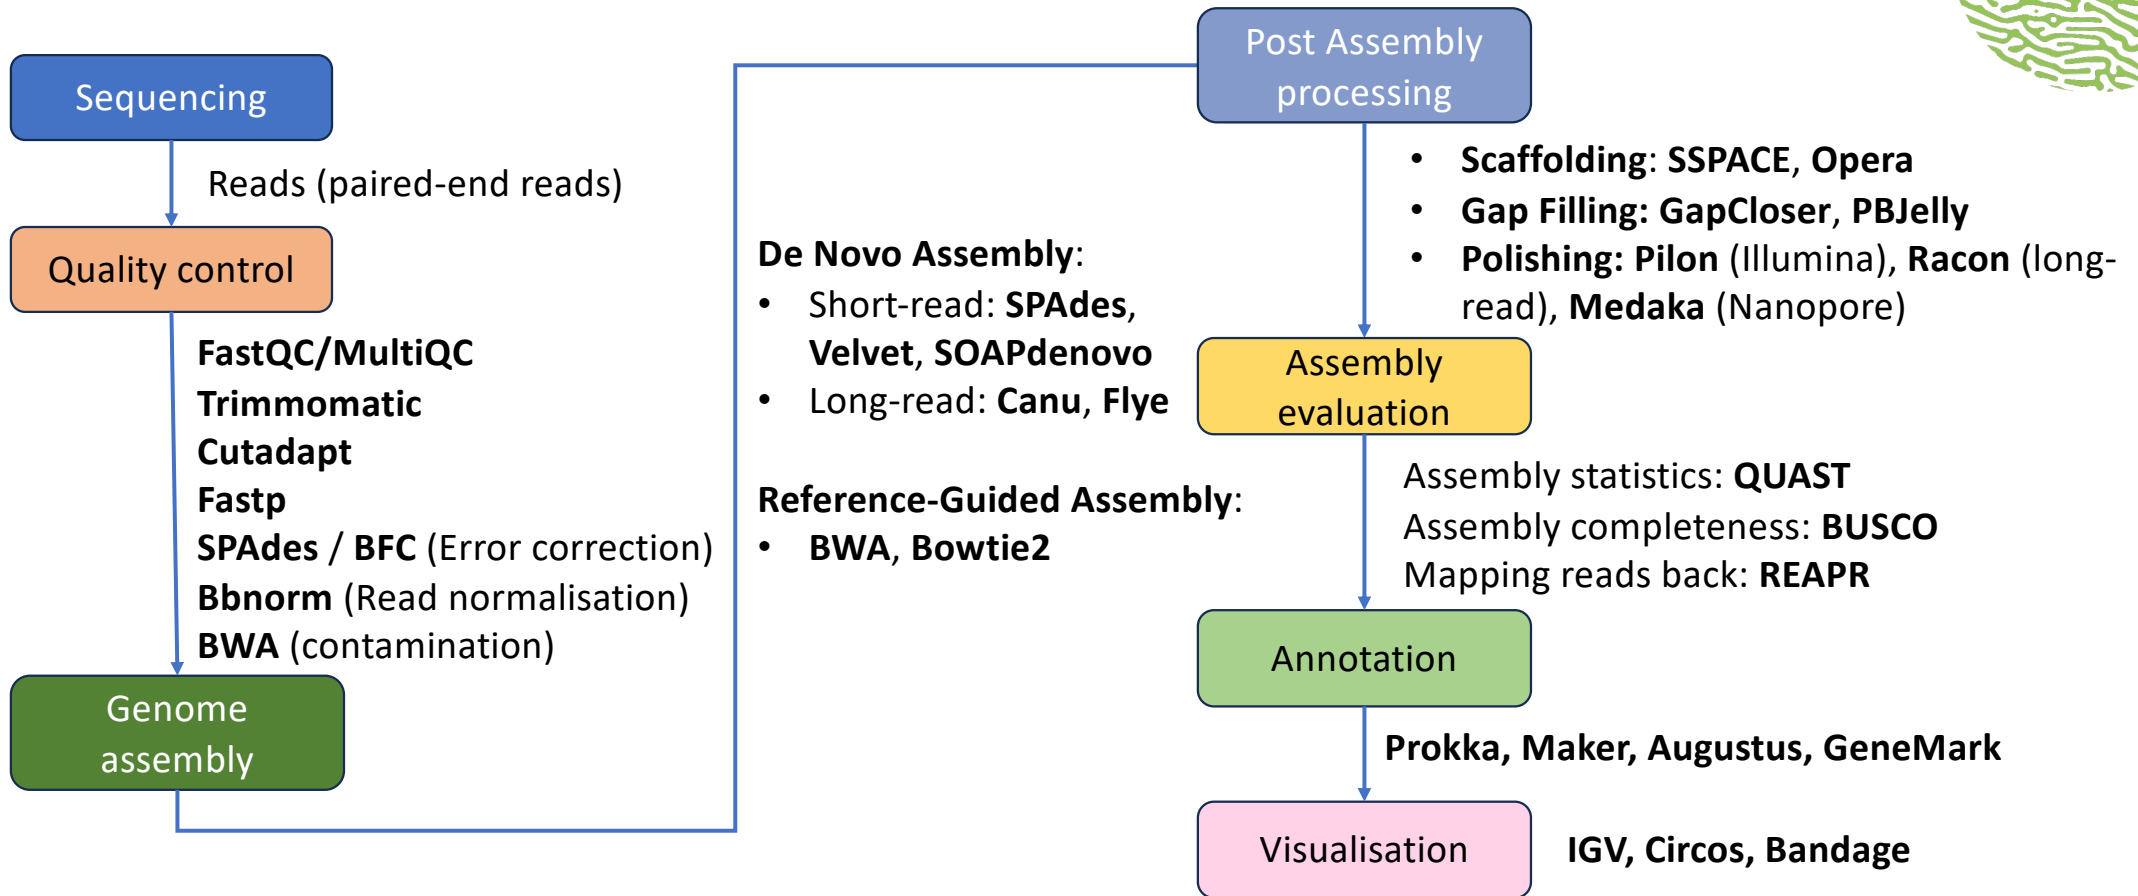 Sequencing
Reads (paired-end reads)
Quality control
FastQC/MultiQC
Trimmomatic
Cutadapt
Fastp
SPAdes / BFC (Error correction)
Bbnorm (Read normalisation)
BWA (contamination)
Genome
assembly
De Novo Assembly:
• Short-read: SPAdes,
Velvet, SOAPdenovo
• Long-read: Canu, Flye
Reference-Guided Assembly:
• BWA, Bowtie2
Post Assembly
processing
• Scaffolding: SSPACE, Opera
• Gap Filling: GapCloser, PBJelly
• Polishing: Pilon (Illumina), Racon (long-
read), Medaka (Nanopore)
Assembly
evaluation
Assembly statistics: QUAST
Assembly completeness: BUSCO
Mapping reads back: REAPR
Annotation
Prokka, Maker, Augustus, GeneMark
Visualisation
IGV, Circos, Bandage